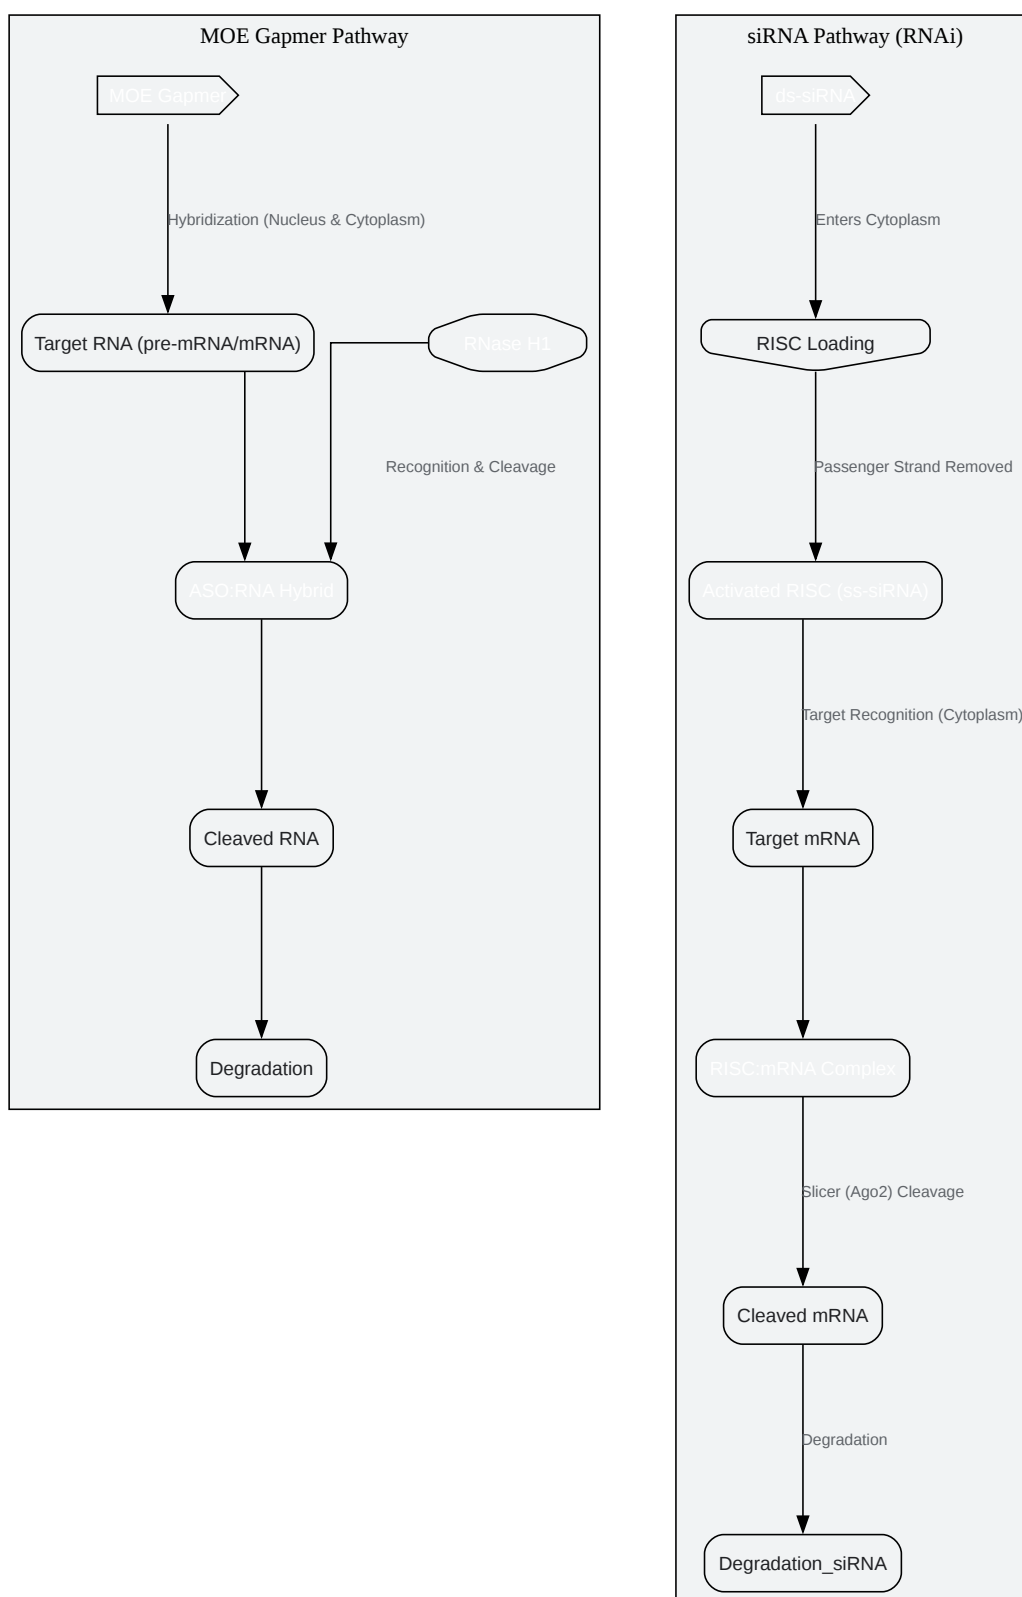 MOE Gapmer Pathway
MOE Gapmer
Hybridization (Nucleus & Cytoplasm)
Target RNA (pre-mRNA/mRNA)
RNase H1
Recognition & Cleavage
ASO:RNA Hybrid
Cleaved RNA
Degradation
siRNA Pathway (RNAi)
ds-siRNA
Enters Cytoplasm
RISC Loading
Passenger Strand Removed
Activated RISC (ss-siRNA)
Target Recognition (Cytoplasm)
Target mRNA
RISC:mRNA Complex
Slicer (Ago2) Cleavage
Cleaved mRNA
Degradation
Degradation_siRNA